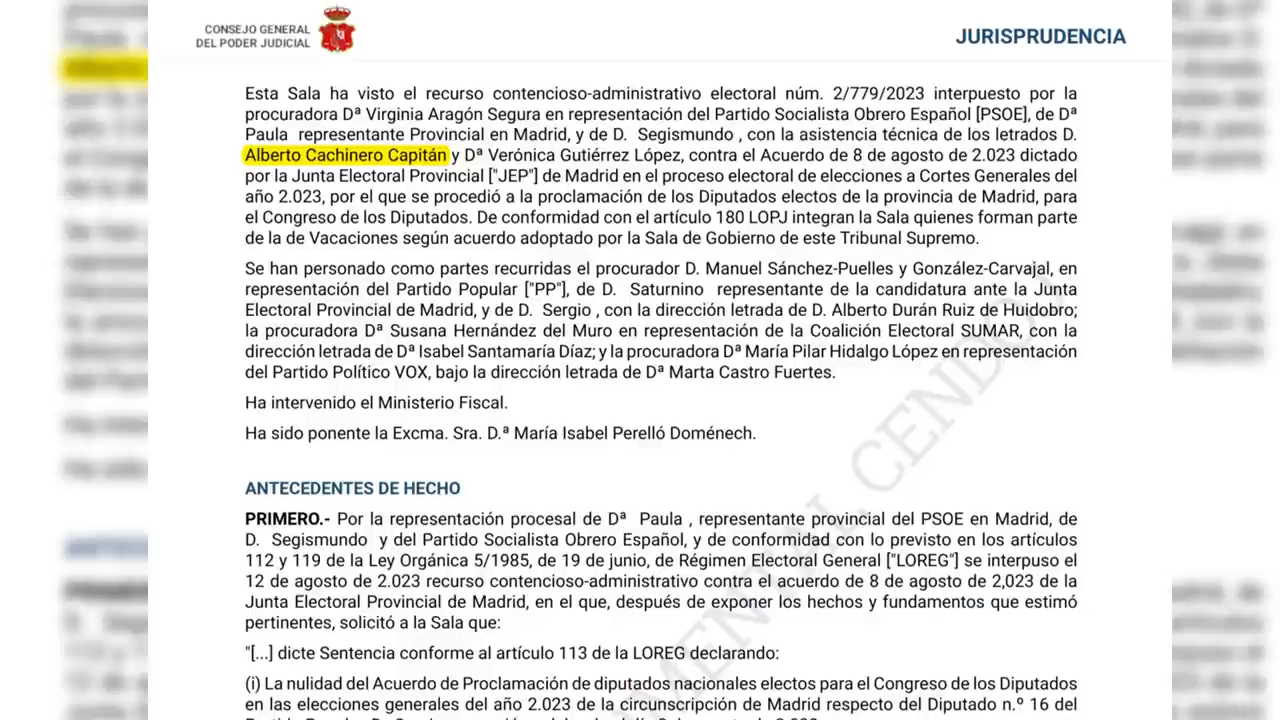 CONSEJO GENERAL
DEL PODER JUDICIAL
JURISPRUDENCIA
Esta Sala ha visto el recurso contencioso-administrativo electoral núm. 2/779/2023 interpuesto por la
procuradora Dª Virginia Aragón Segura en representación del Partido Socialista Obrero Español [PSOE], de Dª
Paula representante Provincial en Madrid, y de D. Segismundo , con la asistencia técnica de los letrados D.
Alberto Cachinero Capitán y Dª Verónica Gutiérrez López, contra el Acuerdo de 8 de agosto de 2.023 dictado
por la Junta Electoral Provincial ["JEP"] de Madrid en el proceso electoral de elecciones a Cortes Generales del
año 2.023, por el que se procedió a la proclamación de los Diputados electos de la provincia de Madrid, para
el Congreso de los Diputados. De conformidad con el artículo 180 LOPJ integran la Sala quienes forman parte
de la de Vacaciones según acuerdo adoptado por la Sala de Gobierno de este Tribunal Supremo.
Se han personado como partes recurridas el procurador D. Manuel Sánchez-Puelles y González-Carvajal, en
representación del Partido Popular ["PP"], de D. Saturnino representante de la candidatura ante la Junta
Electoral Provincial de Madrid, y de D. Sergio , con la dirección letrada de D. Alberto Durán Ruiz de Huidobro;
la procuradora Dª Susana Hernández del Muro en representación de la Coalición Electoral SUMAR, con la
dirección letrada de Dª Isabel Santamaría Díaz; y la procuradora Dª María Pilar Hidalgo López en representación
del Partido Político VOX, bajo la dirección letrada de Dª Marta Castro Fuertes.
Ha intervenido el Ministerio Fiscal.
Ha sido ponente la Excma. Sra. D.ª María Isabel Perelló Doménech.
ANTECEDENTES DE HECHO
PRIMERO.- Por la representación procesal de Dª Paula , representante provincial del PSOE en Madrid, de
D. Segismundo y del Partido Socialista Obrero Español, y de conformidad con lo previsto en los artículos
112 y 119 de la Ley Orgánica 5/1985, de 19 de junio, de Régimen Electoral General ["LOREG"] se interpuso el
12 de agosto de 2.023 recurso contencioso-administrativo contra el acuerdo de 8 de agosto de 2,023 de la
Junta Electoral Provincial de Madrid, en el que, después de exponer los hechos y fundamentos que estimó
pertinentes, solicitó a la Sala que:
"[...] dicte Sentencia conforme al artículo 113 de la LOREG declarando:
(i) La nulidad del Acuerdo de Proclamación de diputados nacionales electos para el Congreso de los Diputados
en las elecciones generales del año 2.023 de la circunscripción de Madrid respecto del Diputado n.º 16 del